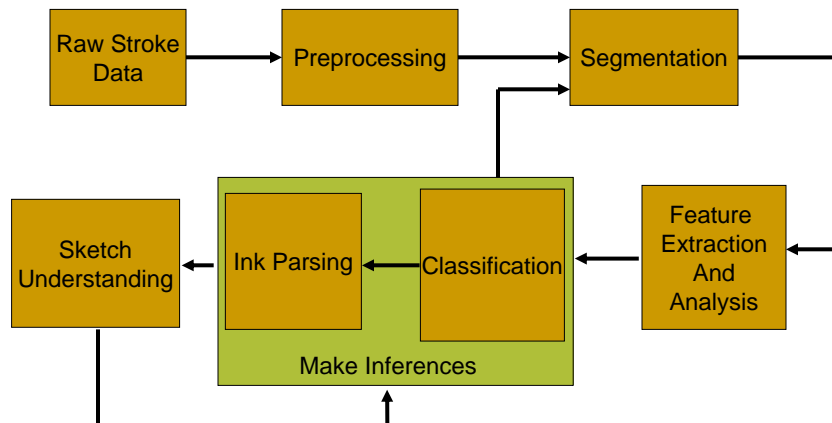 Raw Stroke
Data
Preprocessing
Segmentation
Sketch
Understanding
Ink Parsing
Classification
Make Inferences
Feature
Extraction
And
Analysis